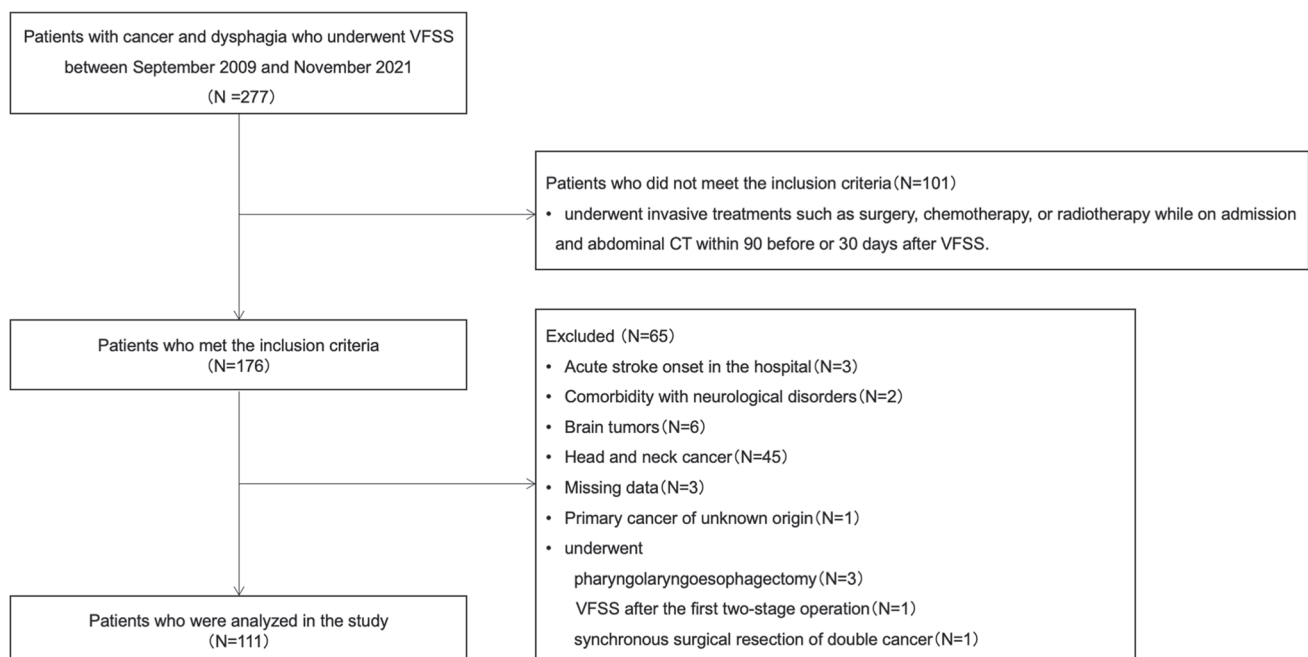 Patients with cancer and dysphagia who underwent VFSS
between September 2009 and November 2021
(N =277)
Patients who did not meet the inclusion criteria(N=101)
• underwent invasive treatments such as surgery, chemotherapy, or radiotherapy while on admission
and abdominal CT within 90 before or 30 days after VFSS.
Patients who met the inclusion criteria
(N=176)
Excluded (N=65)
• Acute stroke onset in the hospital(N=3)
• Comorbidity with neurological disorders(N=2)
• Brain tumors(N=6)
• Head and neck cancer(N=45)
• Missing data(N=3)
• Primary cancer of unknown origin(N=1)
• underwent
pharyngolaryngoesophagectomy(N=3)
VFSS after the first two-stage operation(N=1)
synchronous surgical resection of double cancer(N=1)
Patients who were analyzed in the study
(N=111)